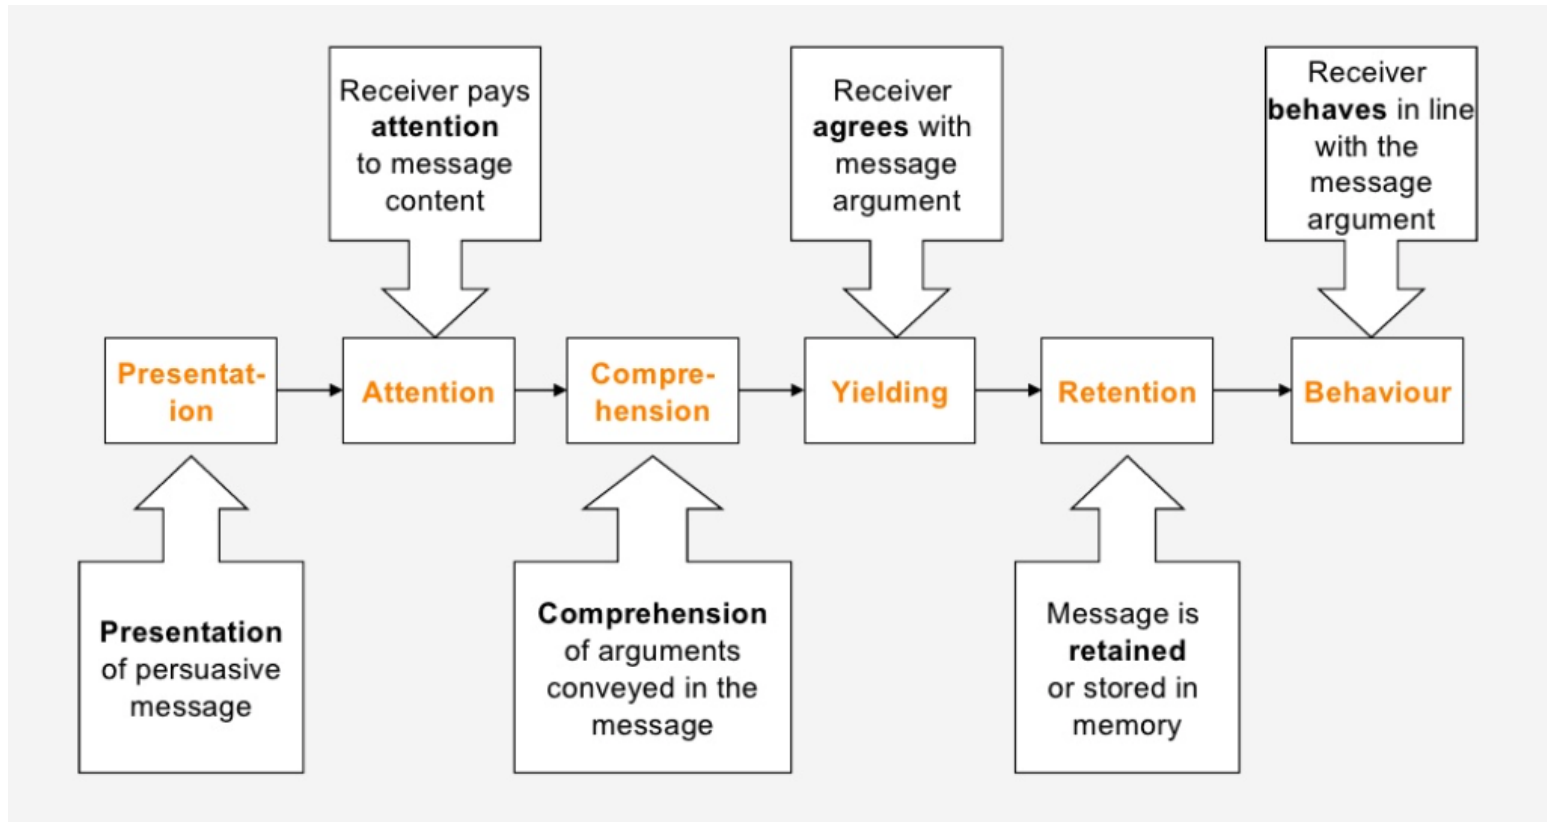 Receiver pays
attention
to message
content
Receiver
agrees with
message
argument
Receiver
behaves in line
with the
message
argument
Presentat-
ion
Attention
Compre-
hension
Yielding
Retention
Behaviour
Presentation
of persuasive
message
Comprehension
of arguments
conveyed in the
message
Message is
retained
or stored in
memory